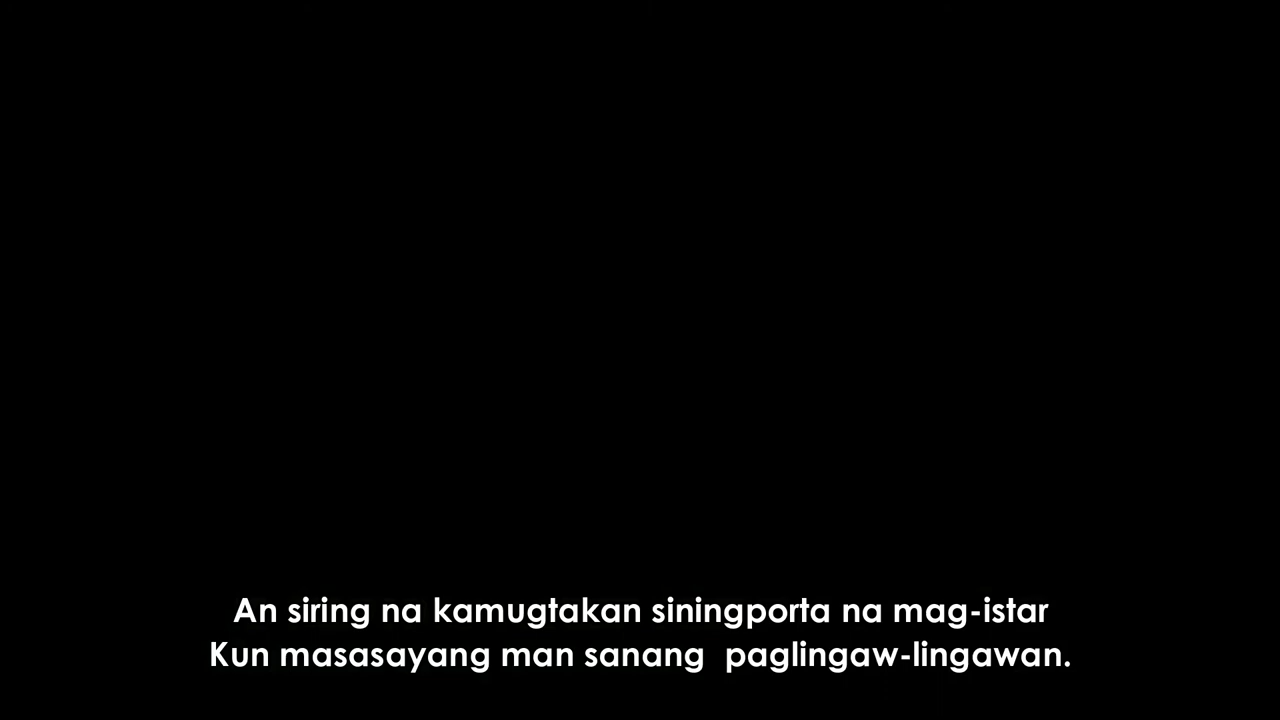 An siring na kamugtakan siningporta na mag-istar
Kun masasayang man sanang  paglingaw-lingawan.